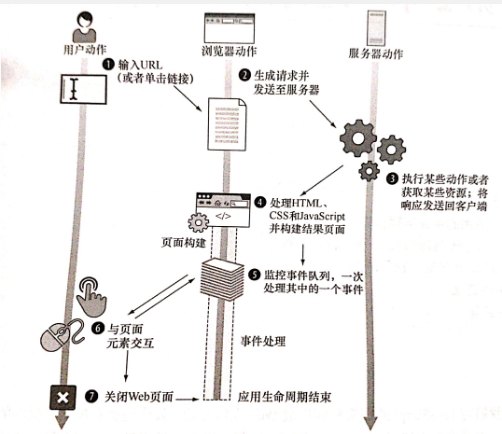 用户动作
浏览器动作
服务器动作
❶ 输入URL
（或者单击链接）
❷ 生成请求并
发送至服务器
❸ 执行某些动作或者
获取某些资源；将
响应发送回客户端
❹ 处理HTML、
CSS和JavaScript
并构建结果页面
</>
页面构建
❺ 监控事件队列，一次
处理其中的一个事件
❻ 与页面
元素交互
事件处理
❼ 关闭Web页面
应用生命周期结束